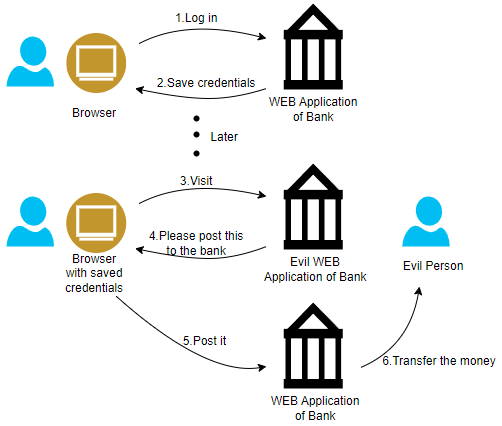 1.Log in
2.Save credentials
Browser
WEB Application
of Bank
Later
3.Visit
4.Please post this
to the bank
Browser
with saved
credentials
Evil WEB
Application of Bank
Evil Person
5.Post it
6.Transfer the money
WEB Application
of Bank